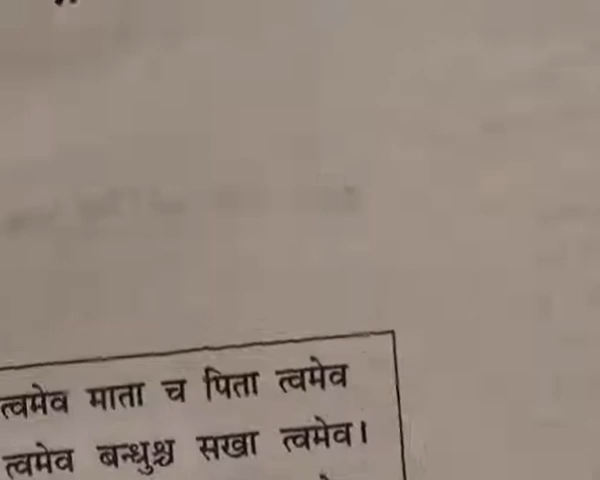 त्वमेव माता च पिता त्वमेव
त्वमेव बन्धुश्च सखा त्वमेव।